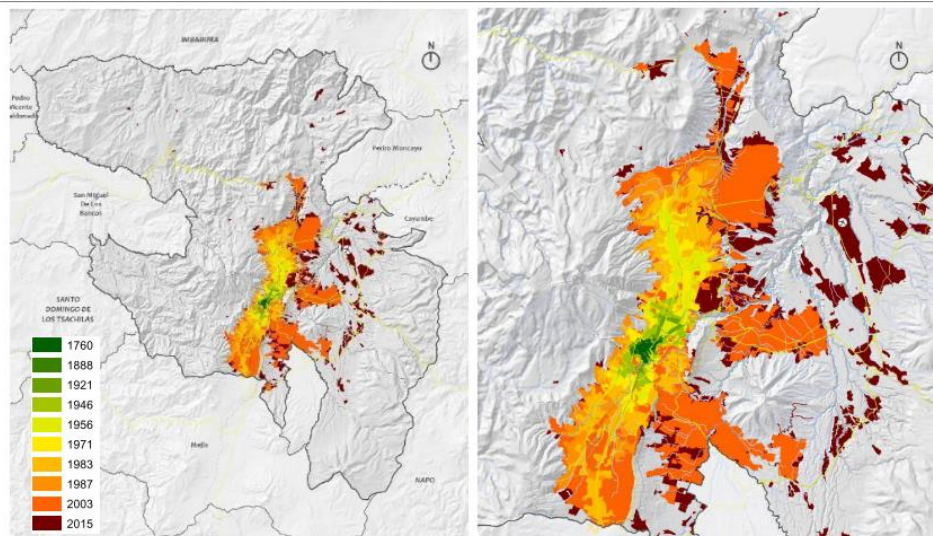 IMBABURA
N
Pedro
Vicente
Maldonado
Pedro Moncayo
San Miguel
De Los
Bancos
Cayambe
SANTO
DOMINGO DE
LOS TSACHILAS
1760
1888
1921
1946
1956
1971
1983
1987
2003
2015
Mejía
NAPO
N